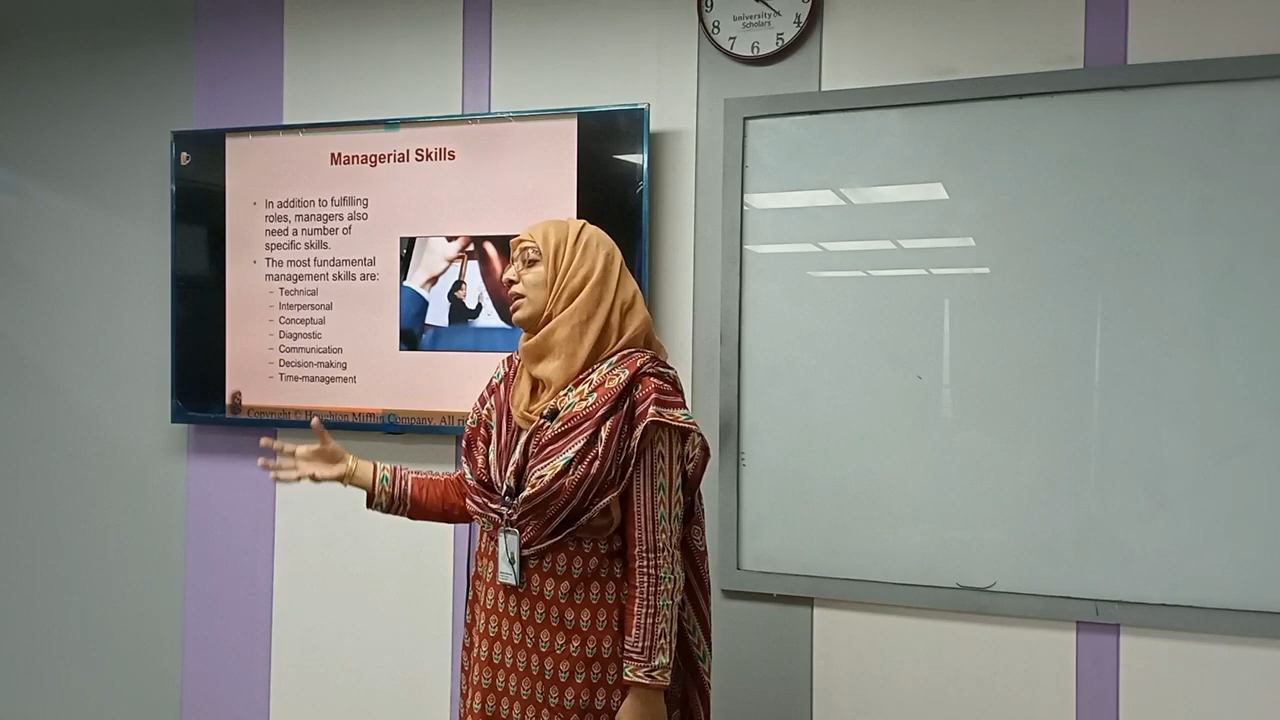 9
8
7
6
5
4
University of
Scholars
Managerial Skills
• In addition to fulfilling
roles, managers also
need a number of
specific skills.
• The most fundamental
management skills are:
– Technical
– Interpersonal
– Conceptual
– Diagnostic
– Communication
– Decision-making
– Time-management
Copyright © Houghton Mifflin Company. All